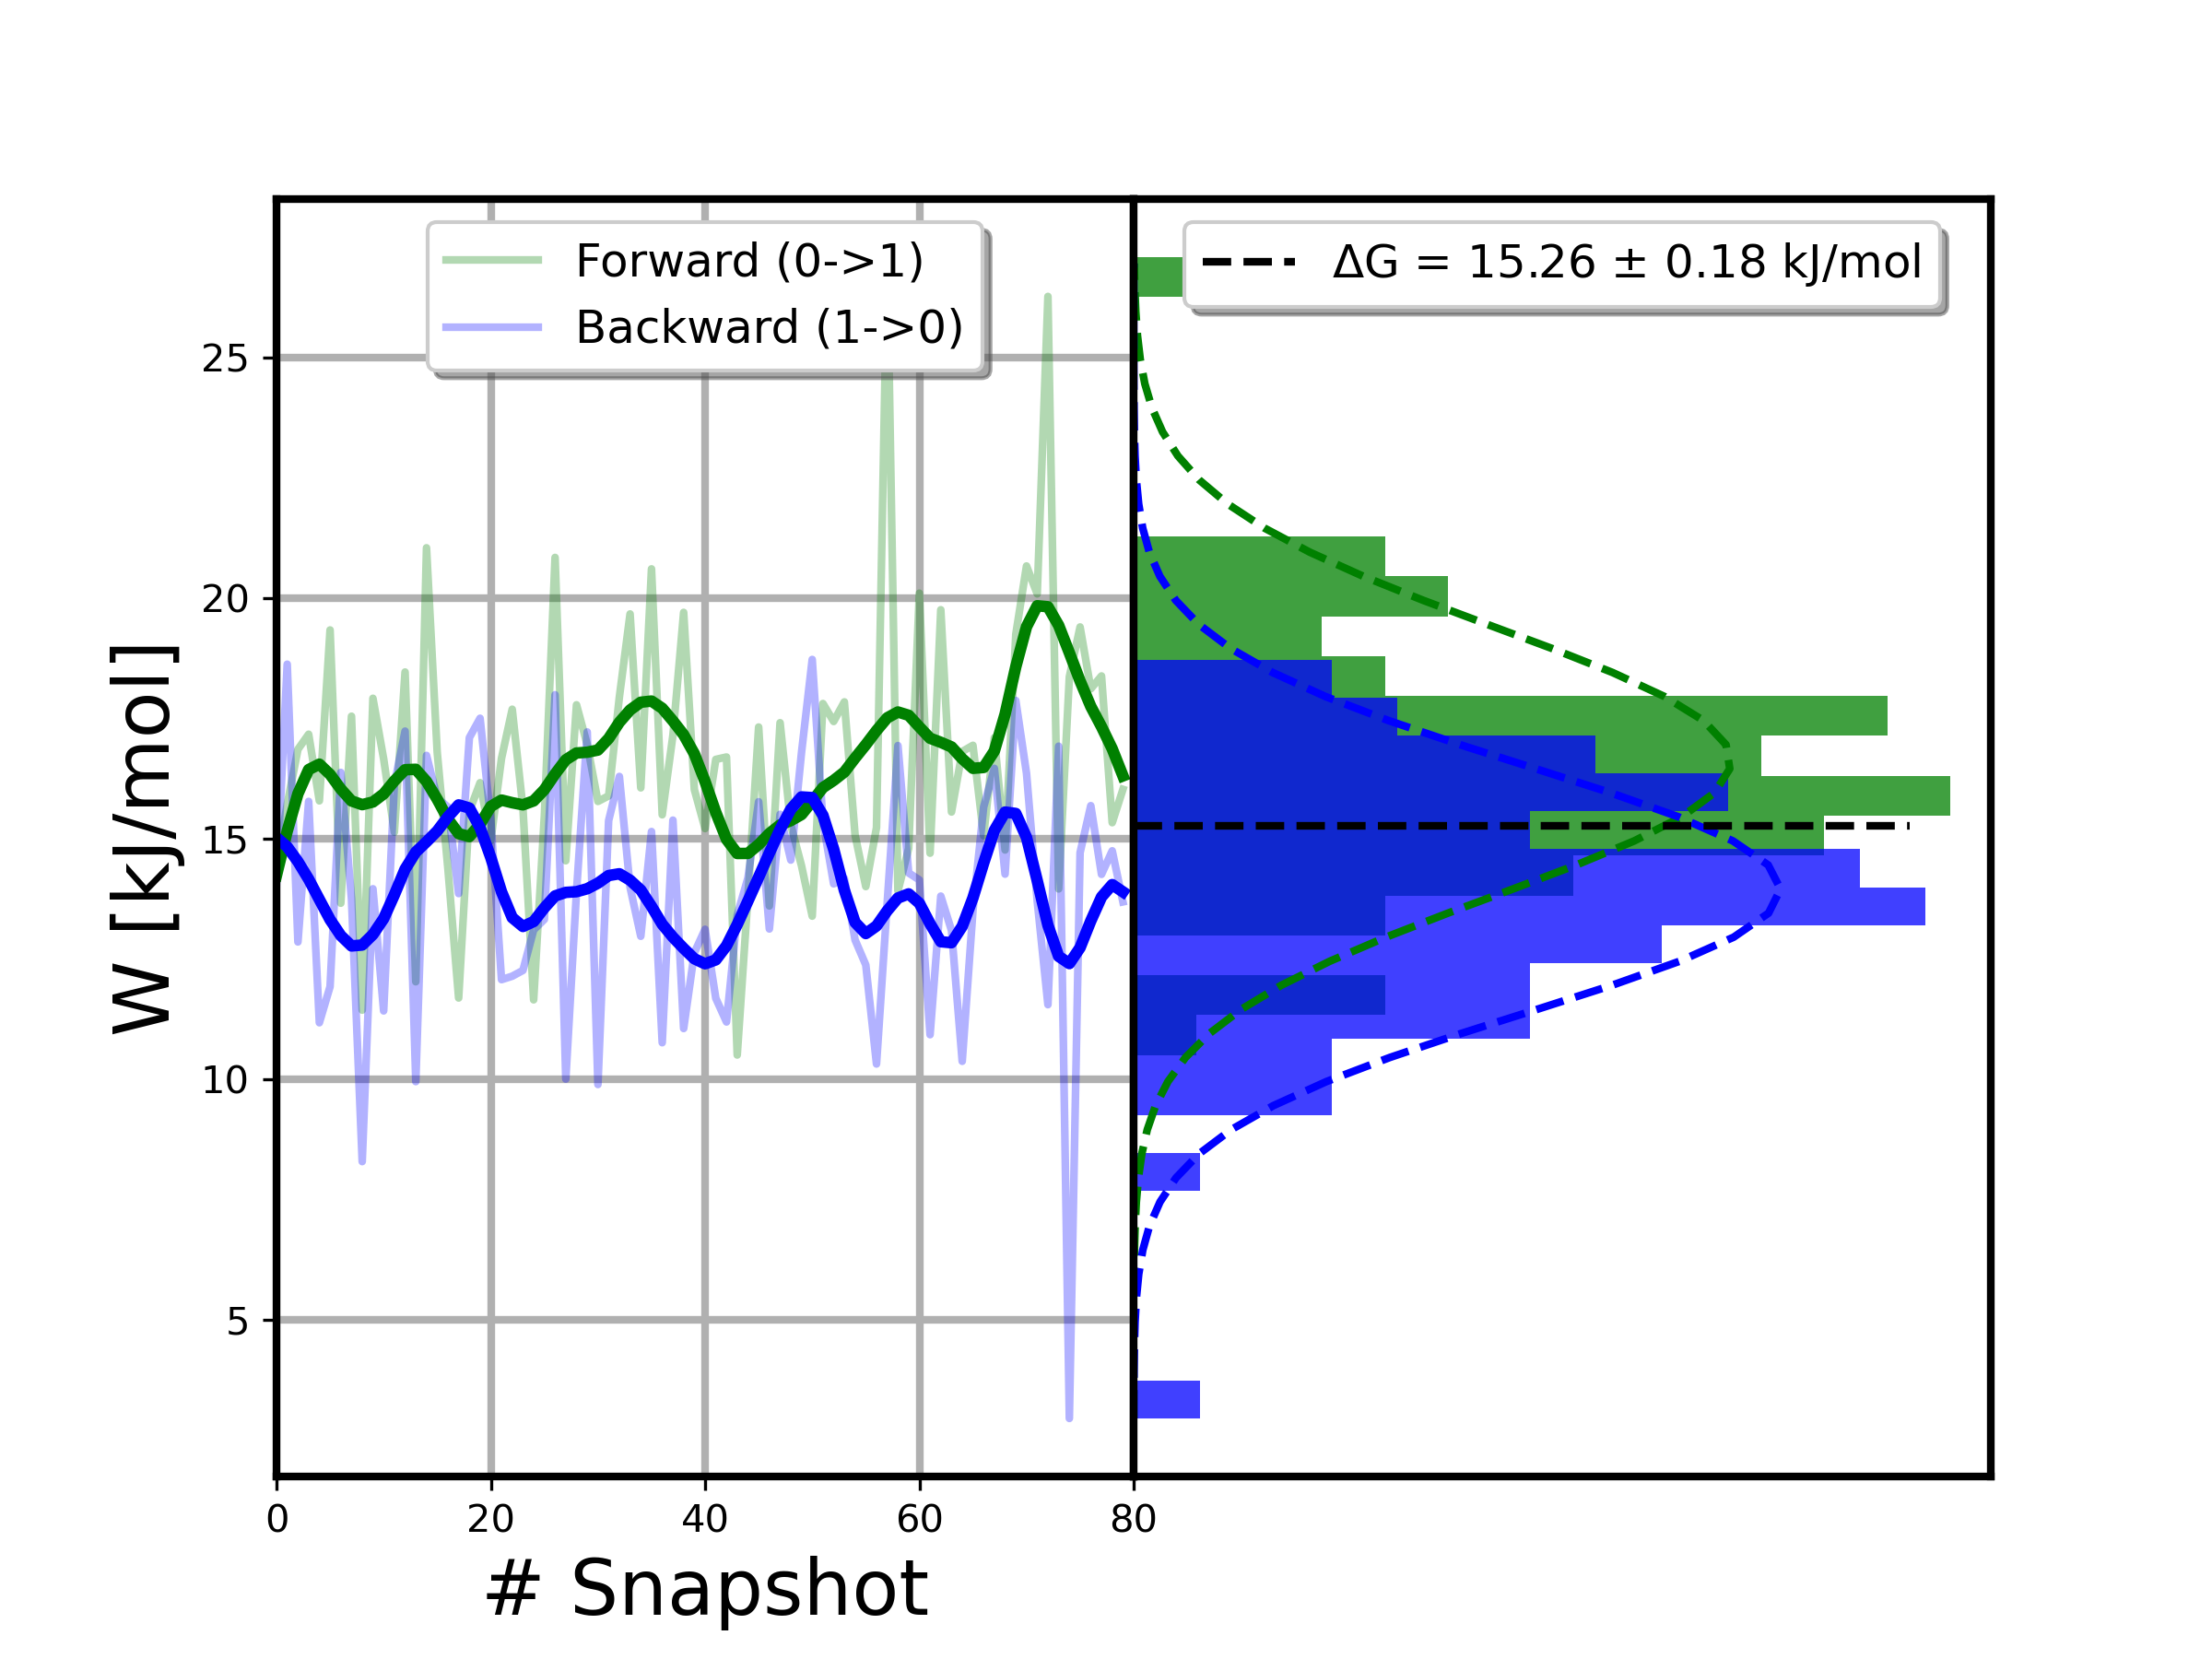 Forward (0->1)
Backward (1->0)
ΔG = 15.26 ± 0.18 kJ/mol
25
20
15
10
5
W [kJ/mol]
0
20
40
60
80
# Snapshot